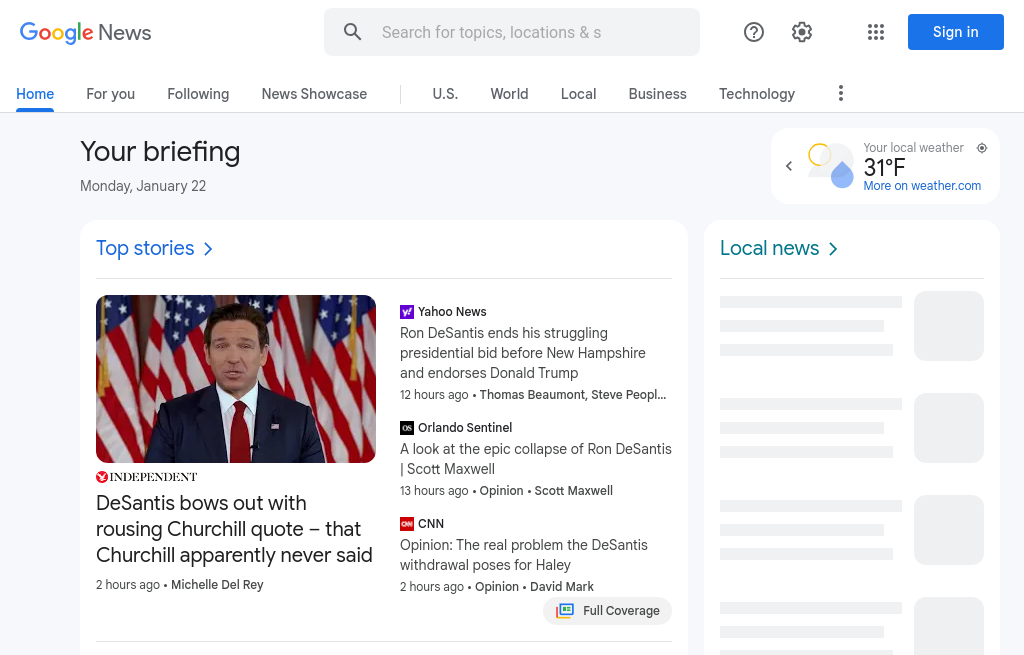 Google News
Search for topics, locations & s
Sign in
Home
For you
Following
News Showcase
U.S.
World
Local
Business
Technology
Your briefing
Monday, January 22
Your local weather
31°F
More on weather.com
Top stories
INDEPENDENT
DeSantis bows out with
rousing Churchill quote – that
Churchill apparently never said
2 hours ago • Michelle Del Rey
Yahoo News
Ron DeSantis ends his struggling
presidential bid before New Hampshire
and endorses Donald Trump
12 hours ago • Thomas Beaumont, Steve Peopl...
OS Orlando Sentinel
A look at the epic collapse of Ron DeSantis
| Scott Maxwell
13 hours ago • Opinion • Scott Maxwell
CNN CNN
Opinion: The real problem the DeSantis
withdrawal poses for Haley
2 hours ago • Opinion • David Mark
Full Coverage
Local news